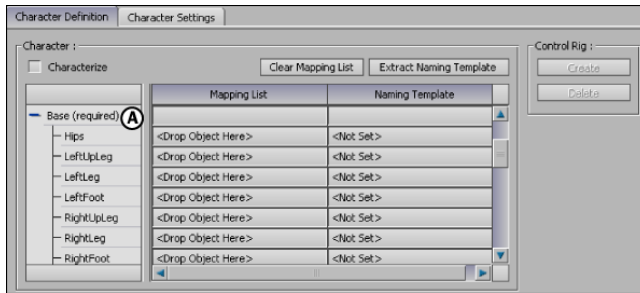 Character Definition Character Settings
Character : Control Rig :
Characterize Clear Mapping List Extract Naming Template Create
Mapping List Naming Template Delete
Base (required) A
Hips <Drop Object Here> <Not Set>
LeftUpLeg <Drop Object Here> <Not Set>
LeftLeg <Drop Object Here> <Not Set>
LeftFoot <Drop Object Here> <Not Set>
RightUpLeg <Drop Object Here> <Not Set>
RightLeg <Drop Object Here> <Not Set>
RightFoot <Drop Object Here> <Not Set>